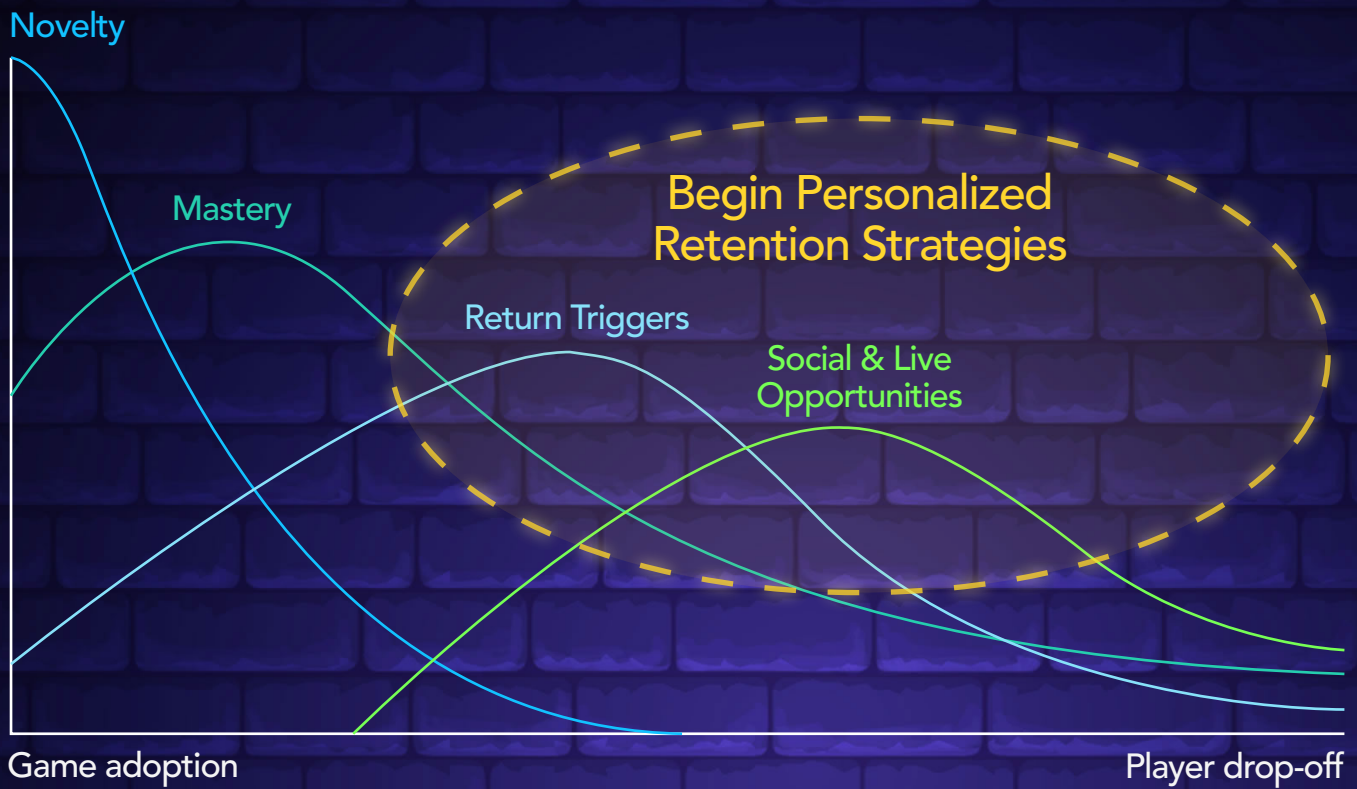 Novelty
Mastery
Begin Personalized
Retention Strategies
Return Triggers
Social & Live
Opportunities
Game adoption
Player drop-off